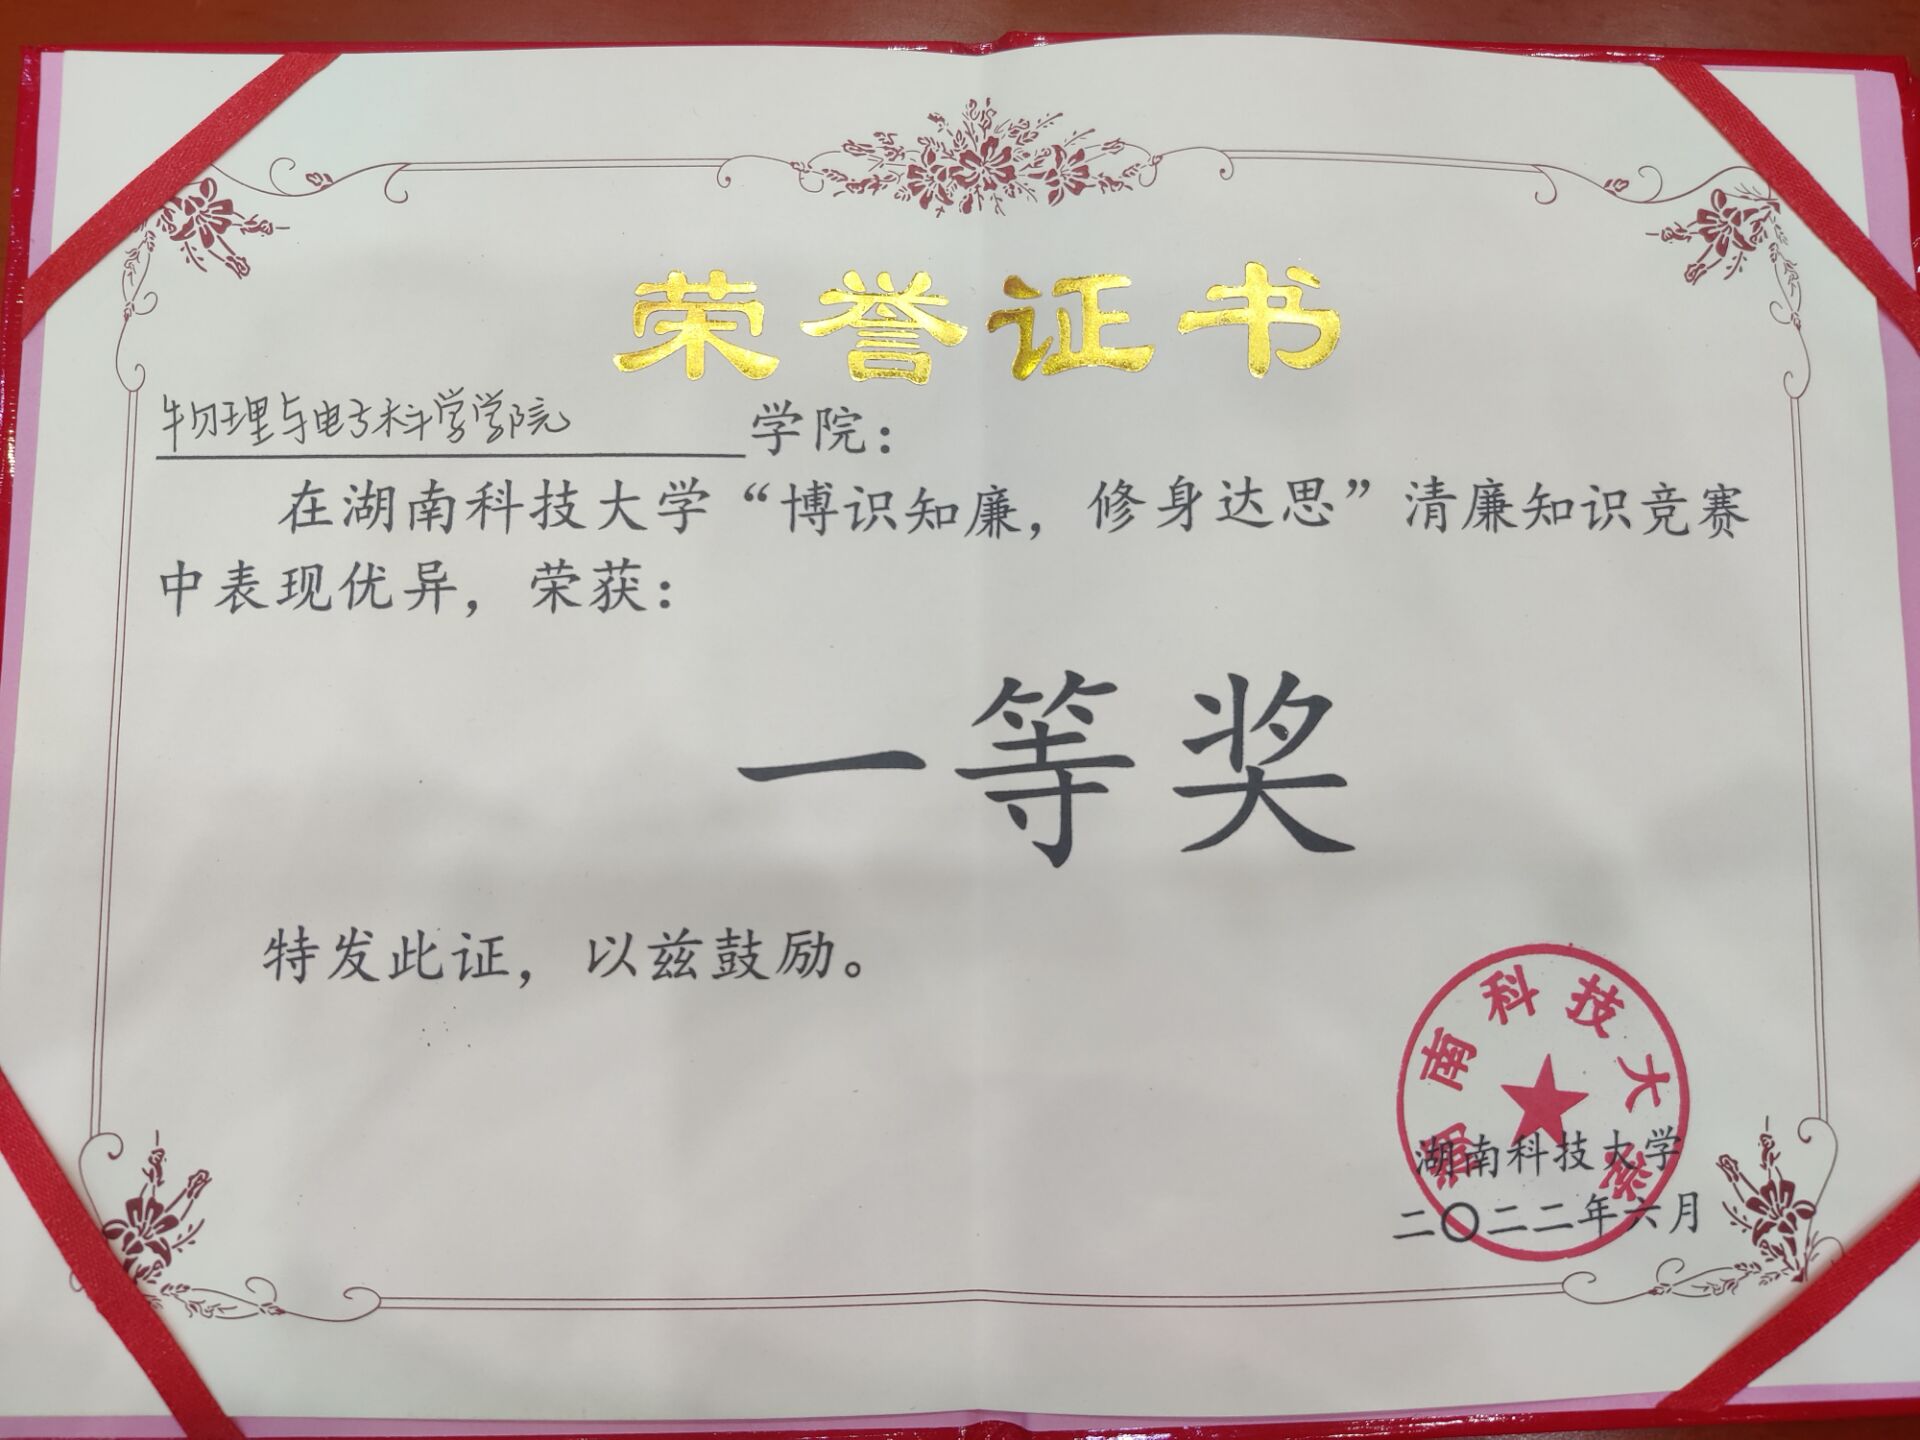 荣誉证书
物理与电子科学学院学院：
在湖南科技大学“博识知廉，修身达思”清廉知识竞赛
中表现优异，荣获：
一等奖
特发此证，以兹鼓励。
湖南科技大学
湖南科技大学
二〇二二年六月